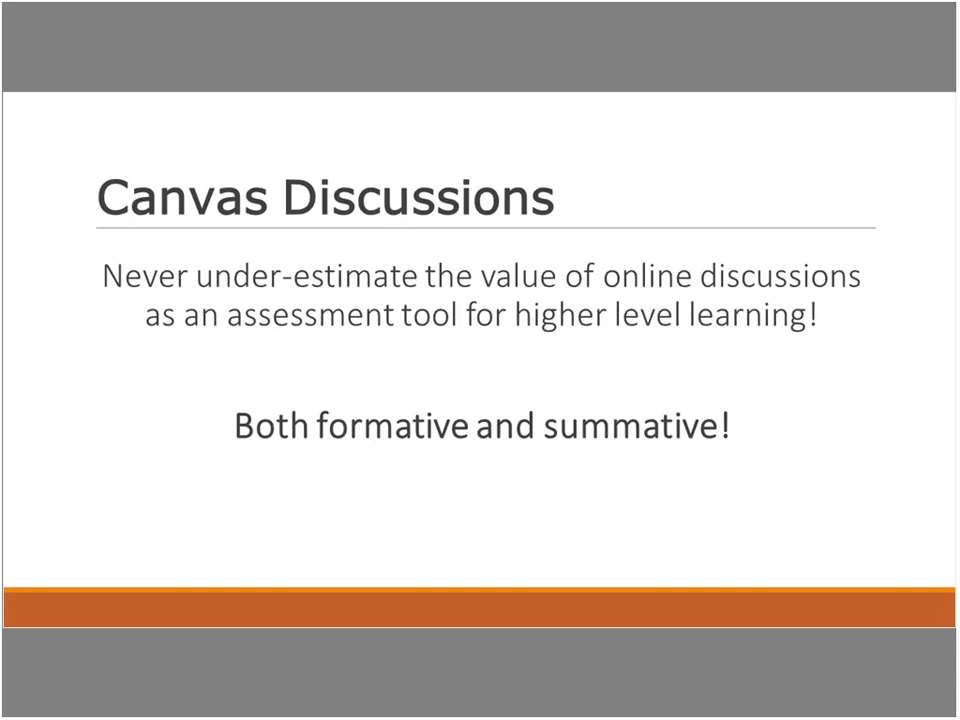 Canvas Discussions
Never under-estimate the value of online discussions
as an assessment tool for higher level learning!
Both formative and summative!